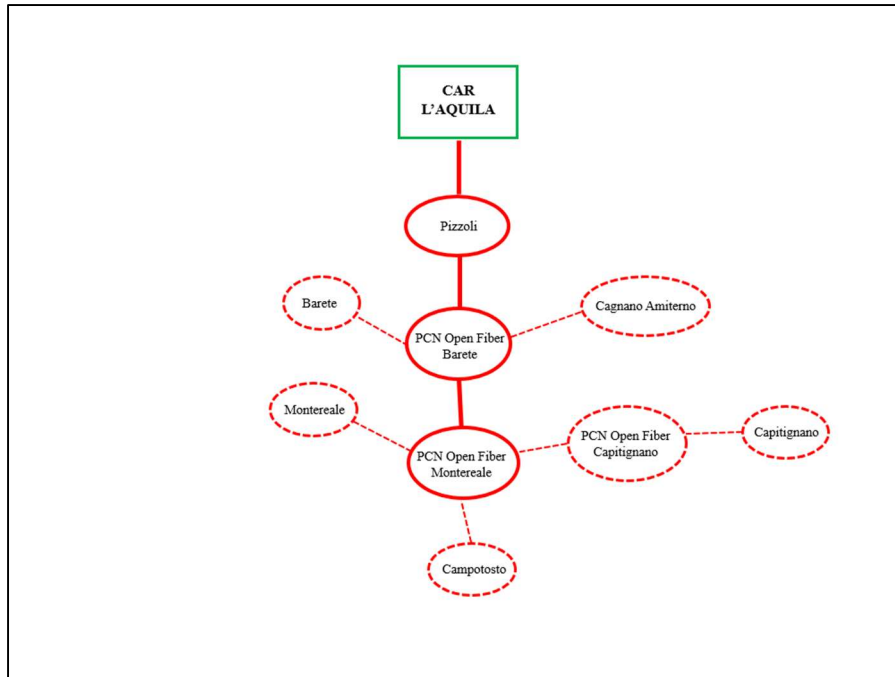 CAR
L'AQUILA
Pizzoli
Barete
Cagnano Amiterno
PCN Open Fiber
Barete
Montereale
PCN Open Fiber
Montereale
PCN Open Fiber
Capitignano
Capitignano
Campotosto